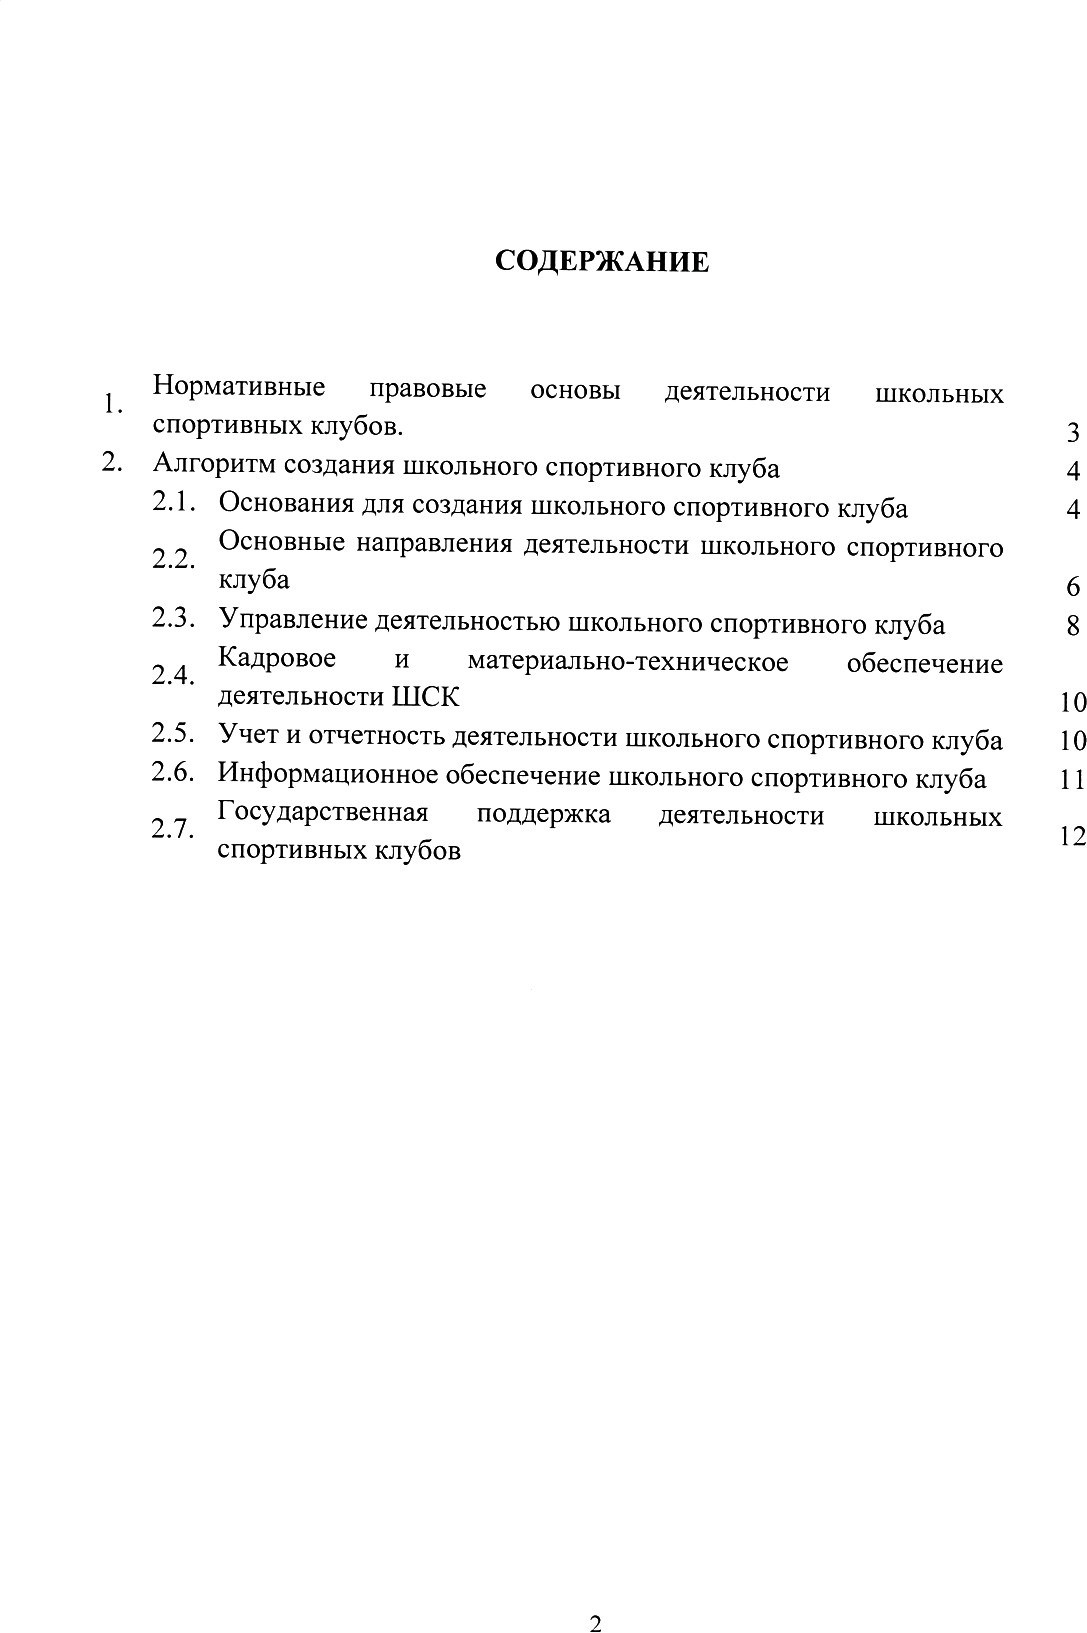 СОДЕРЖАНИЕ
1. Нормативные правовые основы деятельности школьных
спортивных клубов. 3
2. Алгоритм создания школьного спортивного клуба 4
2.1. Основания для создания школьного спортивного клуба 4
2.2. Основные направления деятельности школьного спортивного
клуба 6
2.3. Управление деятельностью школьного спортивного клуба 8
2.4. Кадровое и материально-техническое обеспечение
деятельности ШСК 10
2.5. Учет и отчетность деятельности школьного спортивного клуба 10
2.6. Информационное обеспечение школьного спортивного клуба 11
2.7. Государственная поддержка деятельности школьных
спортивных клубов 12
2